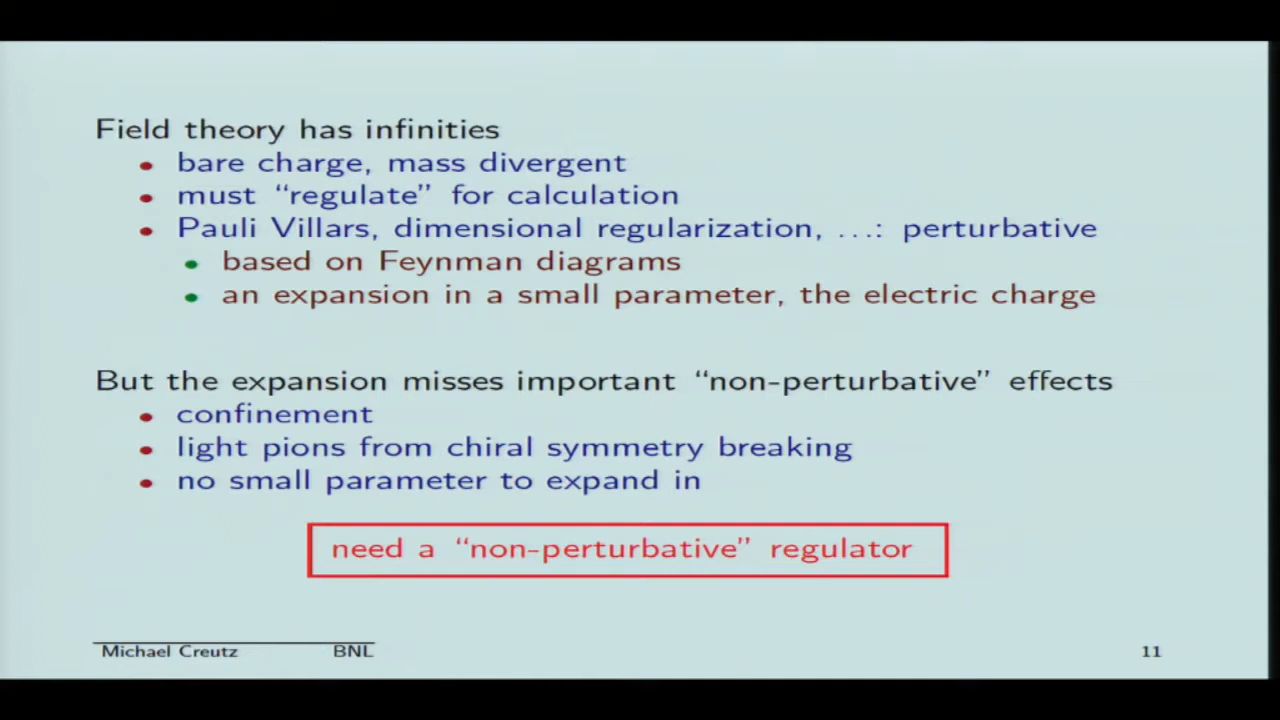 Field theory has infinities
• bare charge, mass divergent
• must “regulate” for calculation
• Pauli Villars, dimensional regularization, ...: perturbative
• based on Feynman diagrams
• an expansion in a small parameter, the electric charge
But the expansion misses important “non-perturbative” effects
• confinement
• light pions from chiral symmetry breaking
• no small parameter to expand in
need a “non-perturbative” regulator
Michael Creutz BNL 11